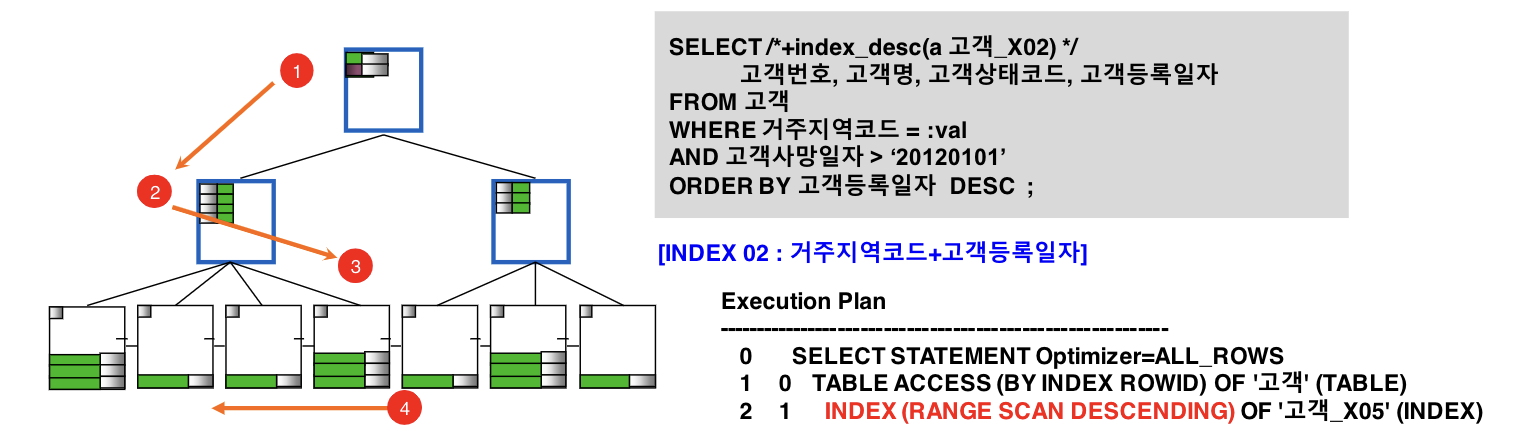 1
2
3
4
SELECT /*+index_desc(a 고객_X02) */
고객번호, 고객명, 고객상태코드, 고객등록일자
FROM 고객
WHERE 거주지역코드 = :val
AND 고객사망일자 > ‘20120101’
ORDER BY 고객등록일자 DESC ;
[INDEX 02 : 거주지역코드+고객등록일자]
Execution Plan
----------------------------------------------------------
0 SELECT STATEMENT Optimizer=ALL_ROWS
1 0 TABLE ACCESS (BY INDEX ROWID) OF '고객' (TABLE)
2 1 INDEX (RANGE SCAN DESCENDING) OF '고객_X05' (INDEX)